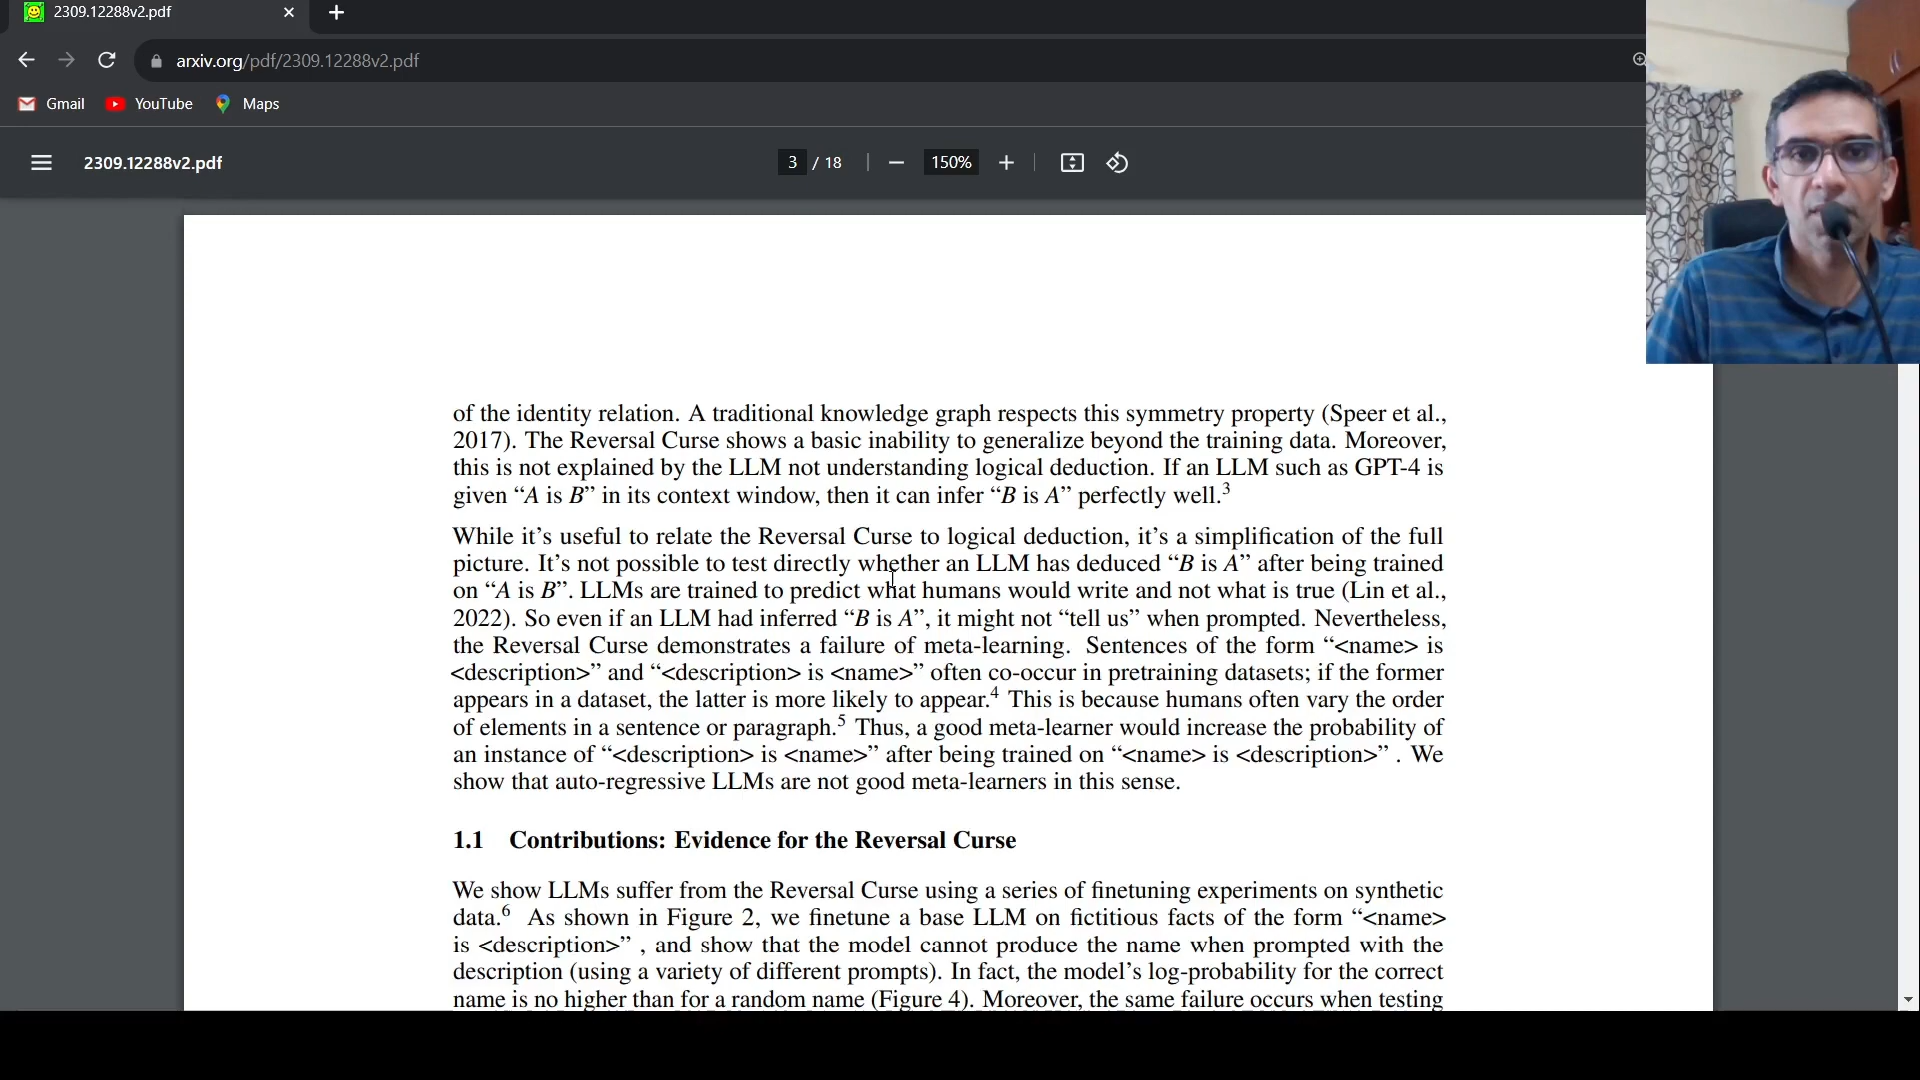 2309.12288v2.pdf
arxiv.org/pdf/2309.12288v2.pdf
Gmail YouTube Maps
2309.12288v2.pdf 3 / 18 150%
of the identity relation. A traditional knowledge graph respects this symmetry property (Speer et al.,
2017). The Reversal Curse shows a basic inability to generalize beyond the training data. Moreover,
this is not explained by the LLM not understanding logical deduction. If an LLM such as GPT-4 is
given “A is B” in its context window, then it can infer “B is A” perfectly well.3
While it’s useful to relate the Reversal Curse to logical deduction, it’s a simplification of the full
picture. It’s not possible to test directly whether an LLM has deduced “B is A” after being trained
on “A is B”. LLMs are trained to predict what humans would write and not what is true (Lin et al.,
2022). So even if an LLM had inferred “B is A”, it might not “tell us” when prompted. Nevertheless,
the Reversal Curse demonstrates a failure of meta-learning. Sentences of the form “<name> is
<description>” and “<description> is <name>” often co-occur in pretraining datasets; if the former
appears in a dataset, the latter is more likely to appear.4 This is because humans often vary the order
of elements in a sentence or paragraph.5 Thus, a good meta-learner would increase the probability of
an instance of “<description> is <name>” after being trained on “<name> is <description>” . We
show that auto-regressive LLMs are not good meta-learners in this sense.
1.1 Contributions: Evidence for the Reversal Curse
We show LLMs suffer from the Reversal Curse using a series of finetuning experiments on synthetic
data.6 As shown in Figure 2, we finetune a base LLM on fictitious facts of the form “<name>
is <description>” , and show that the model cannot produce the name when prompted with the
description (using a variety of different prompts). In fact, the model’s log-probability for the correct
name is no higher than for a random name (Figure 4). Moreover, the same failure occurs when testing